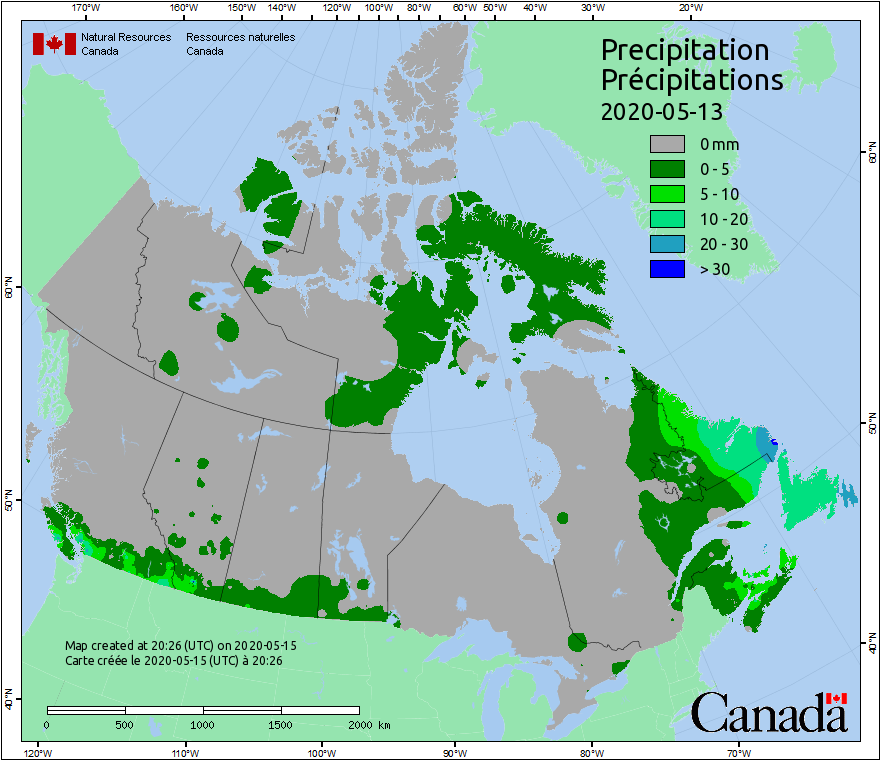 170°W 160°W 150°W 140°W 120°W 100°W 80°W 60°W 50°W 40°W 30°W 20°W
Natural Resources Ressources naturelles
Canada Canada
Precipitation
Précipitations
2020-05-13
0 mm
0 - 5
5 - 10
10 - 20
20 - 30
> 30
60°N
60°N
50°N
50°N
40°N
40°N
Map created at 20:26 (UTC) on 2020-05-15
Carte créée le 2020-05-15 (UTC) à 20:26
0 500 1000 1500 2000 km
Canada
120°W 110°W 100°W 90°W 80°W 70°W